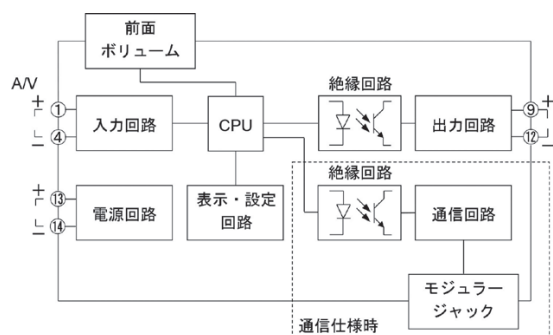 前面
ボリューム
A/V
+
①
④
−
入力回路
CPU
絶縁回路
出力回路
⑨
⑫
+
−
+
⑬
⑭
−
電源回路
表示・設定
回路
絶縁回路
通信回路
モジュラー
ジャック
通信仕様時